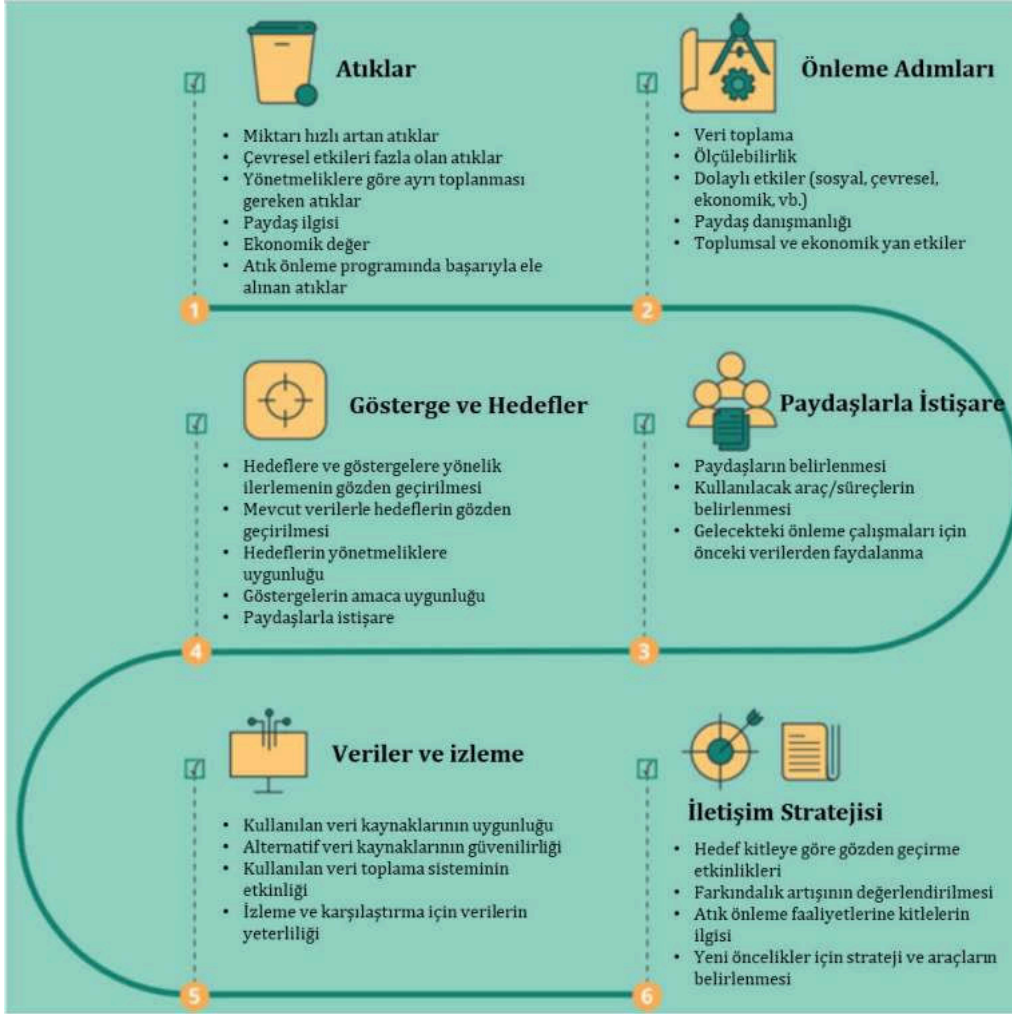 Atıklar
• Miktarı hızlı artan atıklar
• Çevresel etkileri fazla olan atıklar
• Yönetmeliklere göre ayrı toplanması
gereken atıklar
• Paydaş ilgisi
• Ekonomik değer
• Atık önleme programında başarıyla ele
alınan atıklar
1
Önleme Adımları
• Veri toplama
• Ölçülebilirlik
• Dolaylı etkiler (sosyal, çevresel,
ekonomik, vb.)
• Paydaş danışmanlığı
• Toplumsal ve ekonomik yan etkiler
2
Paydaşlarla İstişare
• Paydaşların belirlenmesi
• Kullanılacak araç/süreçlerin
belirlenmesi
• Gelecekteki önleme çalışmaları için
önceki verilerden faydalanma
3
Gösterge ve Hedefler
• Hedeflere ve göstergelere yönelik
ilerlemenin gözden geçirilmesi
• Mevcut verilerle hedeflerin gözden
geçirilmesi
• Hedeflerin yönetmeliklere
uygunluğu
• Göstergelerin amaca uygunluğu
• Paydaşlarla istişare
4
Veriler ve izleme
• Kullanılan veri kaynaklarının uygunluğu
• Alternatif veri kaynaklarının güvenilirliği
• Kullanılan veri toplama sisteminin
etkinliği
• İzleme ve karşılaştırma için verilerin
yeterliliği
5
İletişim Stratejisi
• Hedef kitleye göre gözden geçirme
etkinlikleri
• Farkındalık artışının değerlendirilmesi
• Atık önleme faaliyetlerine kitlelerin
ilgisi
• Yeni öncelikler için strateji ve araçların
belirlenmesi
6